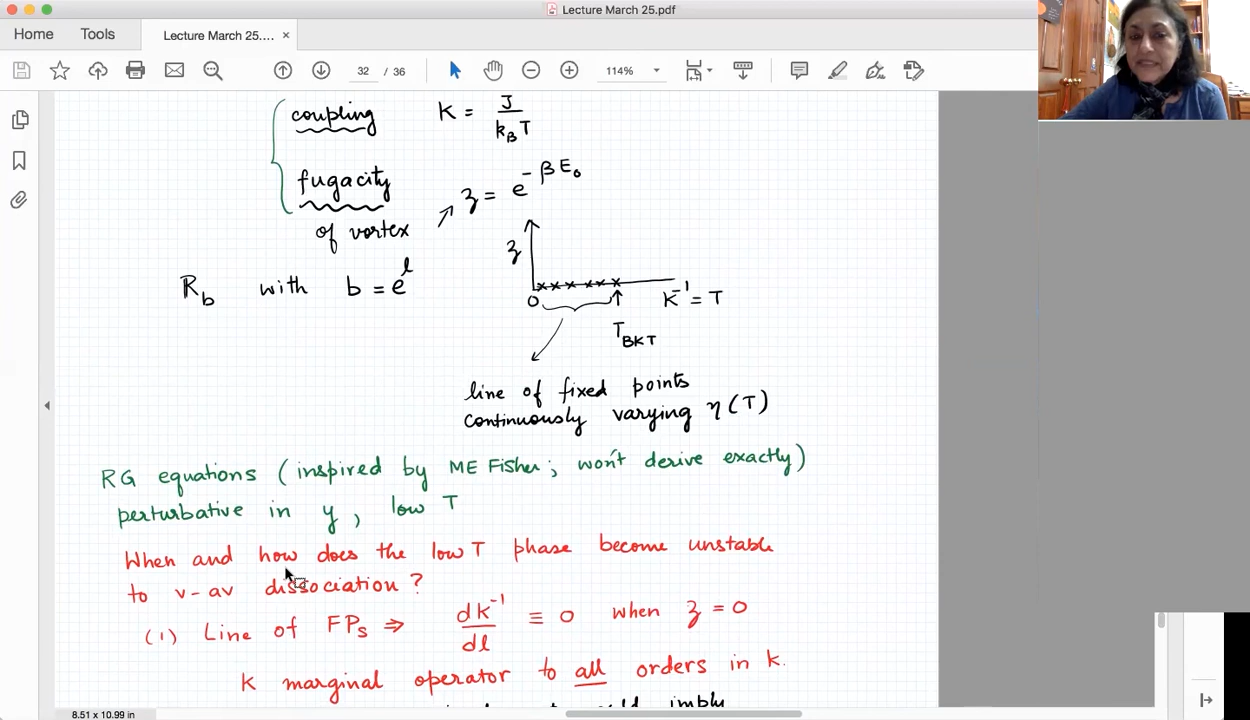 Lecture March 25.pdf
Home
Tools
Lecture March 25....
×
32 / 36
114%
coupling K = J / k_B T
fugacity z = e^{-βE₀}
of vortex
z
R_b with b = e^l
0
K⁻¹ = T
T_BKT
line of fixed points
continuously varying η(T)
RG equations (inspired by ME Fisher; won't derive exactly)
perturbative in y, low T
When and how does the low T phase become unstable
to v-av dissociation?
(1) Line of FPs ⇒ dK⁻¹/dl ≡ 0 when z = 0
K marginal operator to all orders in K.
8.51 x 10.99 in